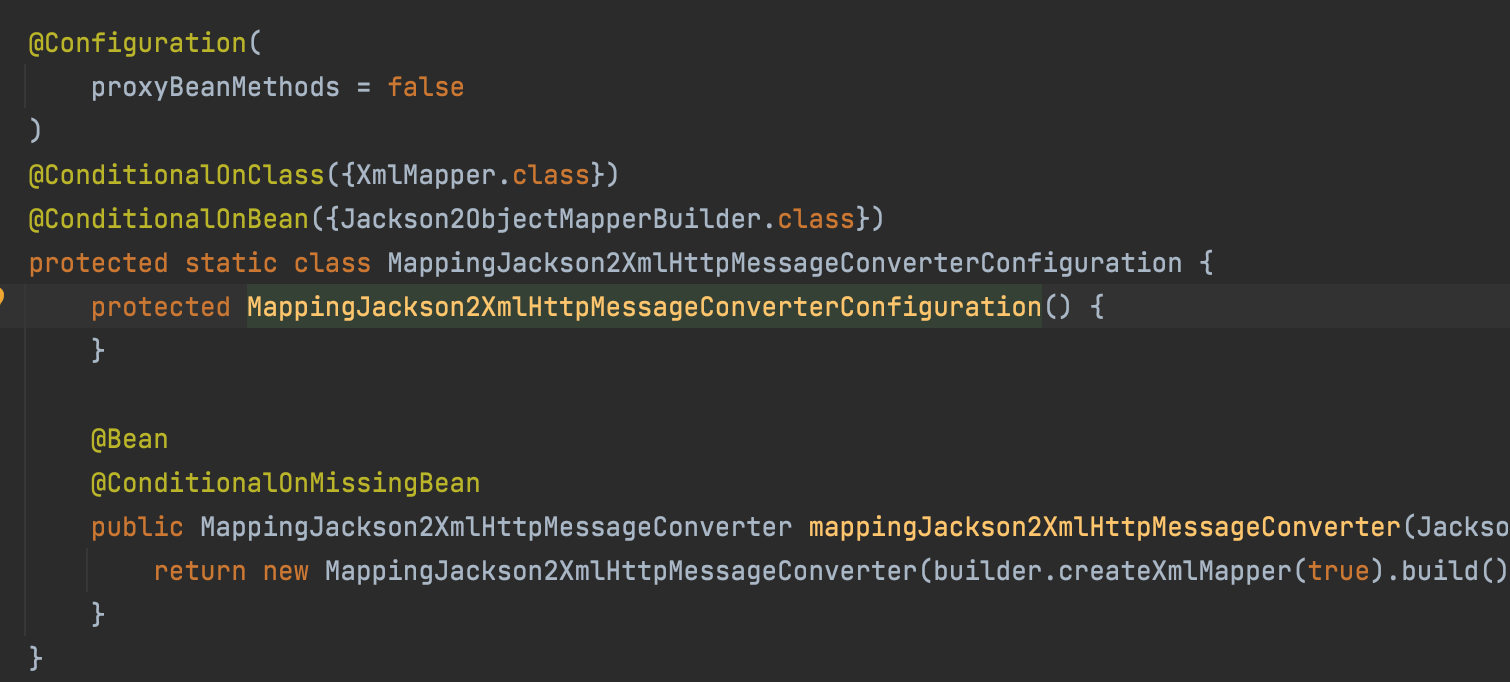 @Configuration(
    proxyBeanMethods = false
)
@ConditionalOnClass({XmlMapper.class})
@ConditionalOnBean({Jackson2ObjectMapperBuilder.class})
protected static class MappingJackson2XmlHttpMessageConverterConfiguration {
    protected MappingJackson2XmlHttpMessageConverterConfiguration() {
    }
    @Bean
    @ConditionalOnMissingBean
    public MappingJackson2XmlHttpMessageConverter mappingJackson2XmlHttpMessageConverter(Jackso
        return new MappingJackson2XmlHttpMessageConverter(builder.createXmlMapper(true).build()
    }
}